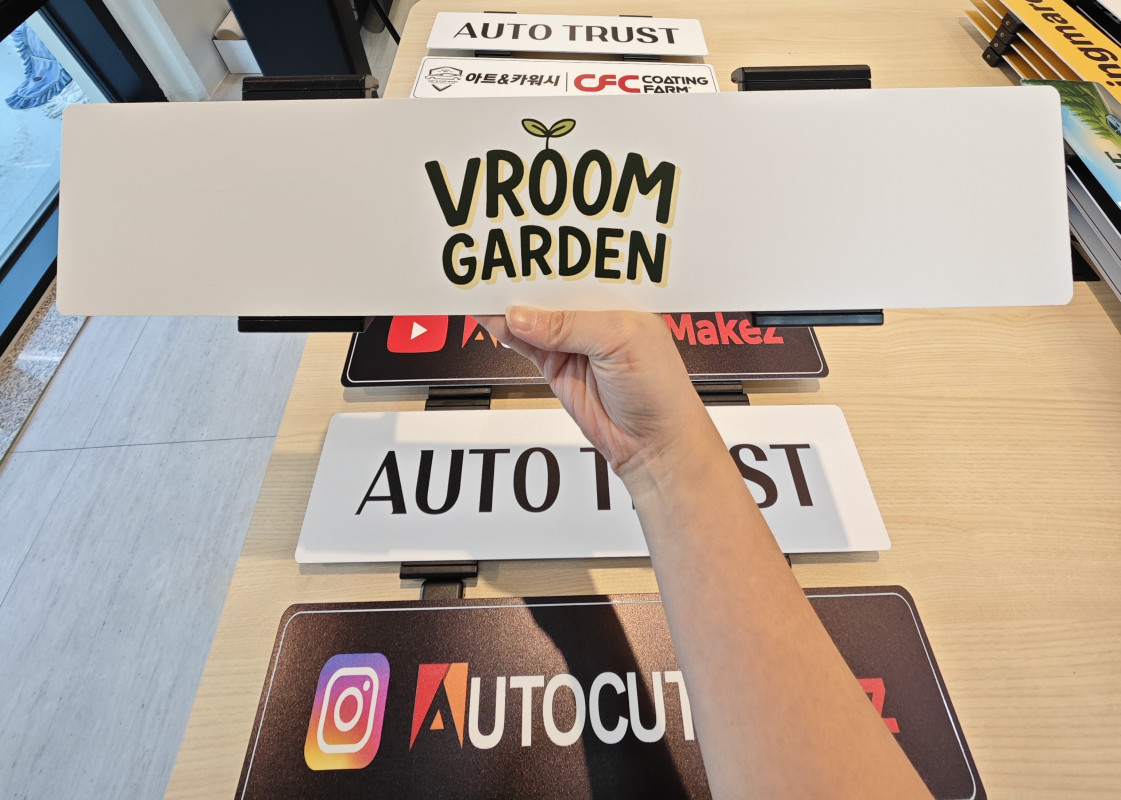 AUTO TRUST
아트&카워시 CFC COATING FARM
VROOM
GARDEN
Makez
AUTO T ST
AUTOCUT